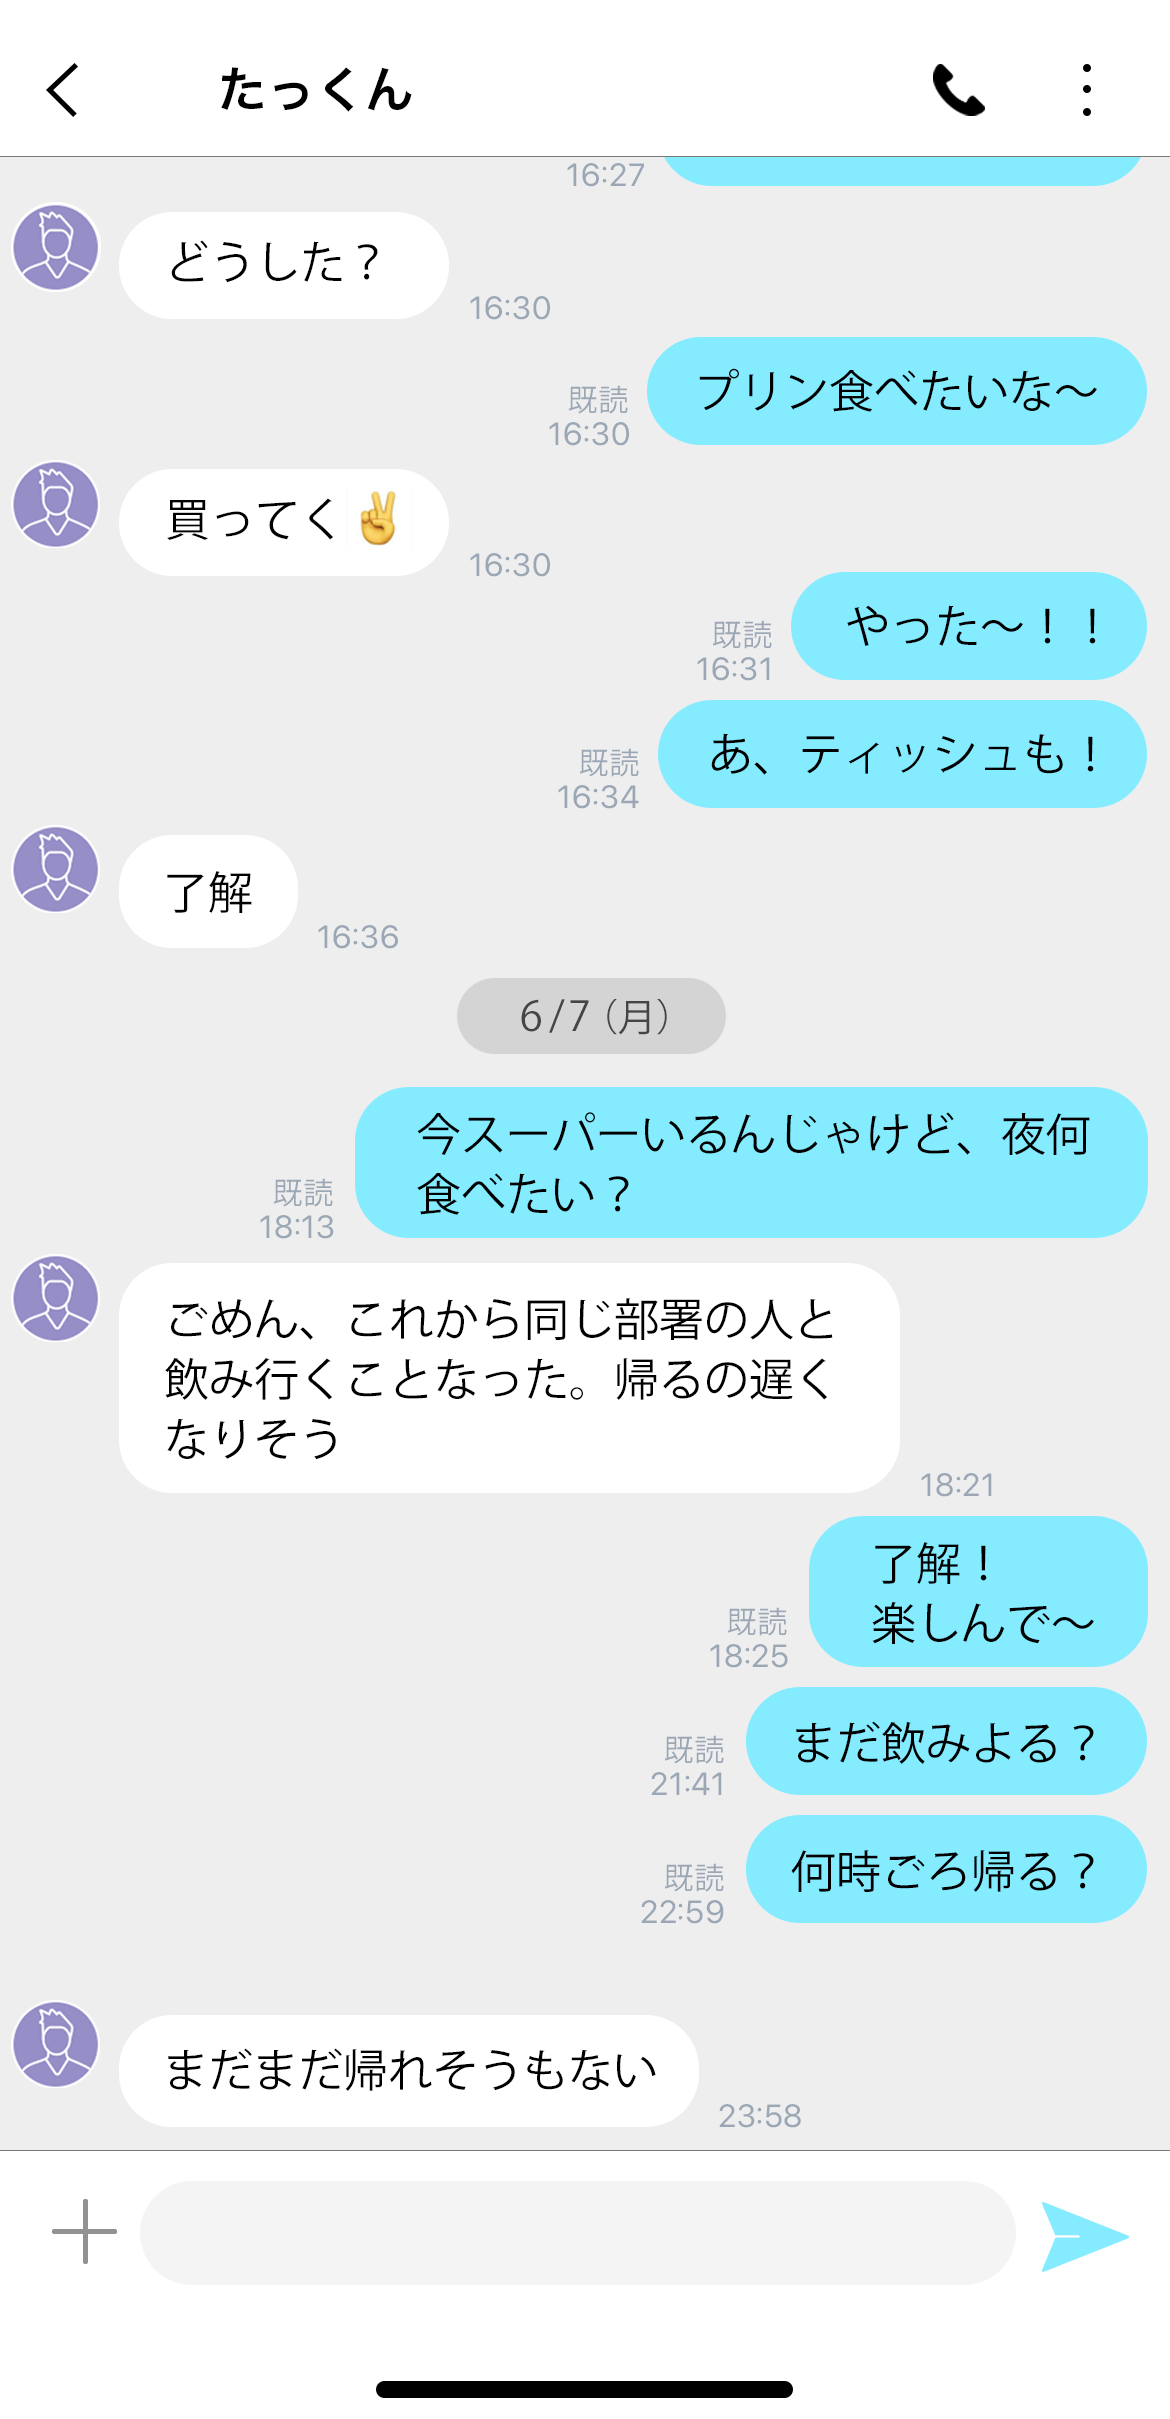 たっくん
16:27
どうした？
16:30
プリン食べたいな〜
既読
16:30
買ってく✌
16:30
やった〜！！
既読
16:31
あ、ティッシュも！
既読
16:34
了解
16:36
6/7（月）
今スーパーいるんじゃけど、夜何
食べたい？
既読
18:13
ごめん、これから同じ部署の人と
飲み行くことなった。帰るの遅く
なりそう
18:21
了解！
楽しんで〜
既読
18:25
まだ飲みよる？
既読
21:41
何時ごろ帰る？
既読
22:59
まだまだ帰れそうもない
23:58